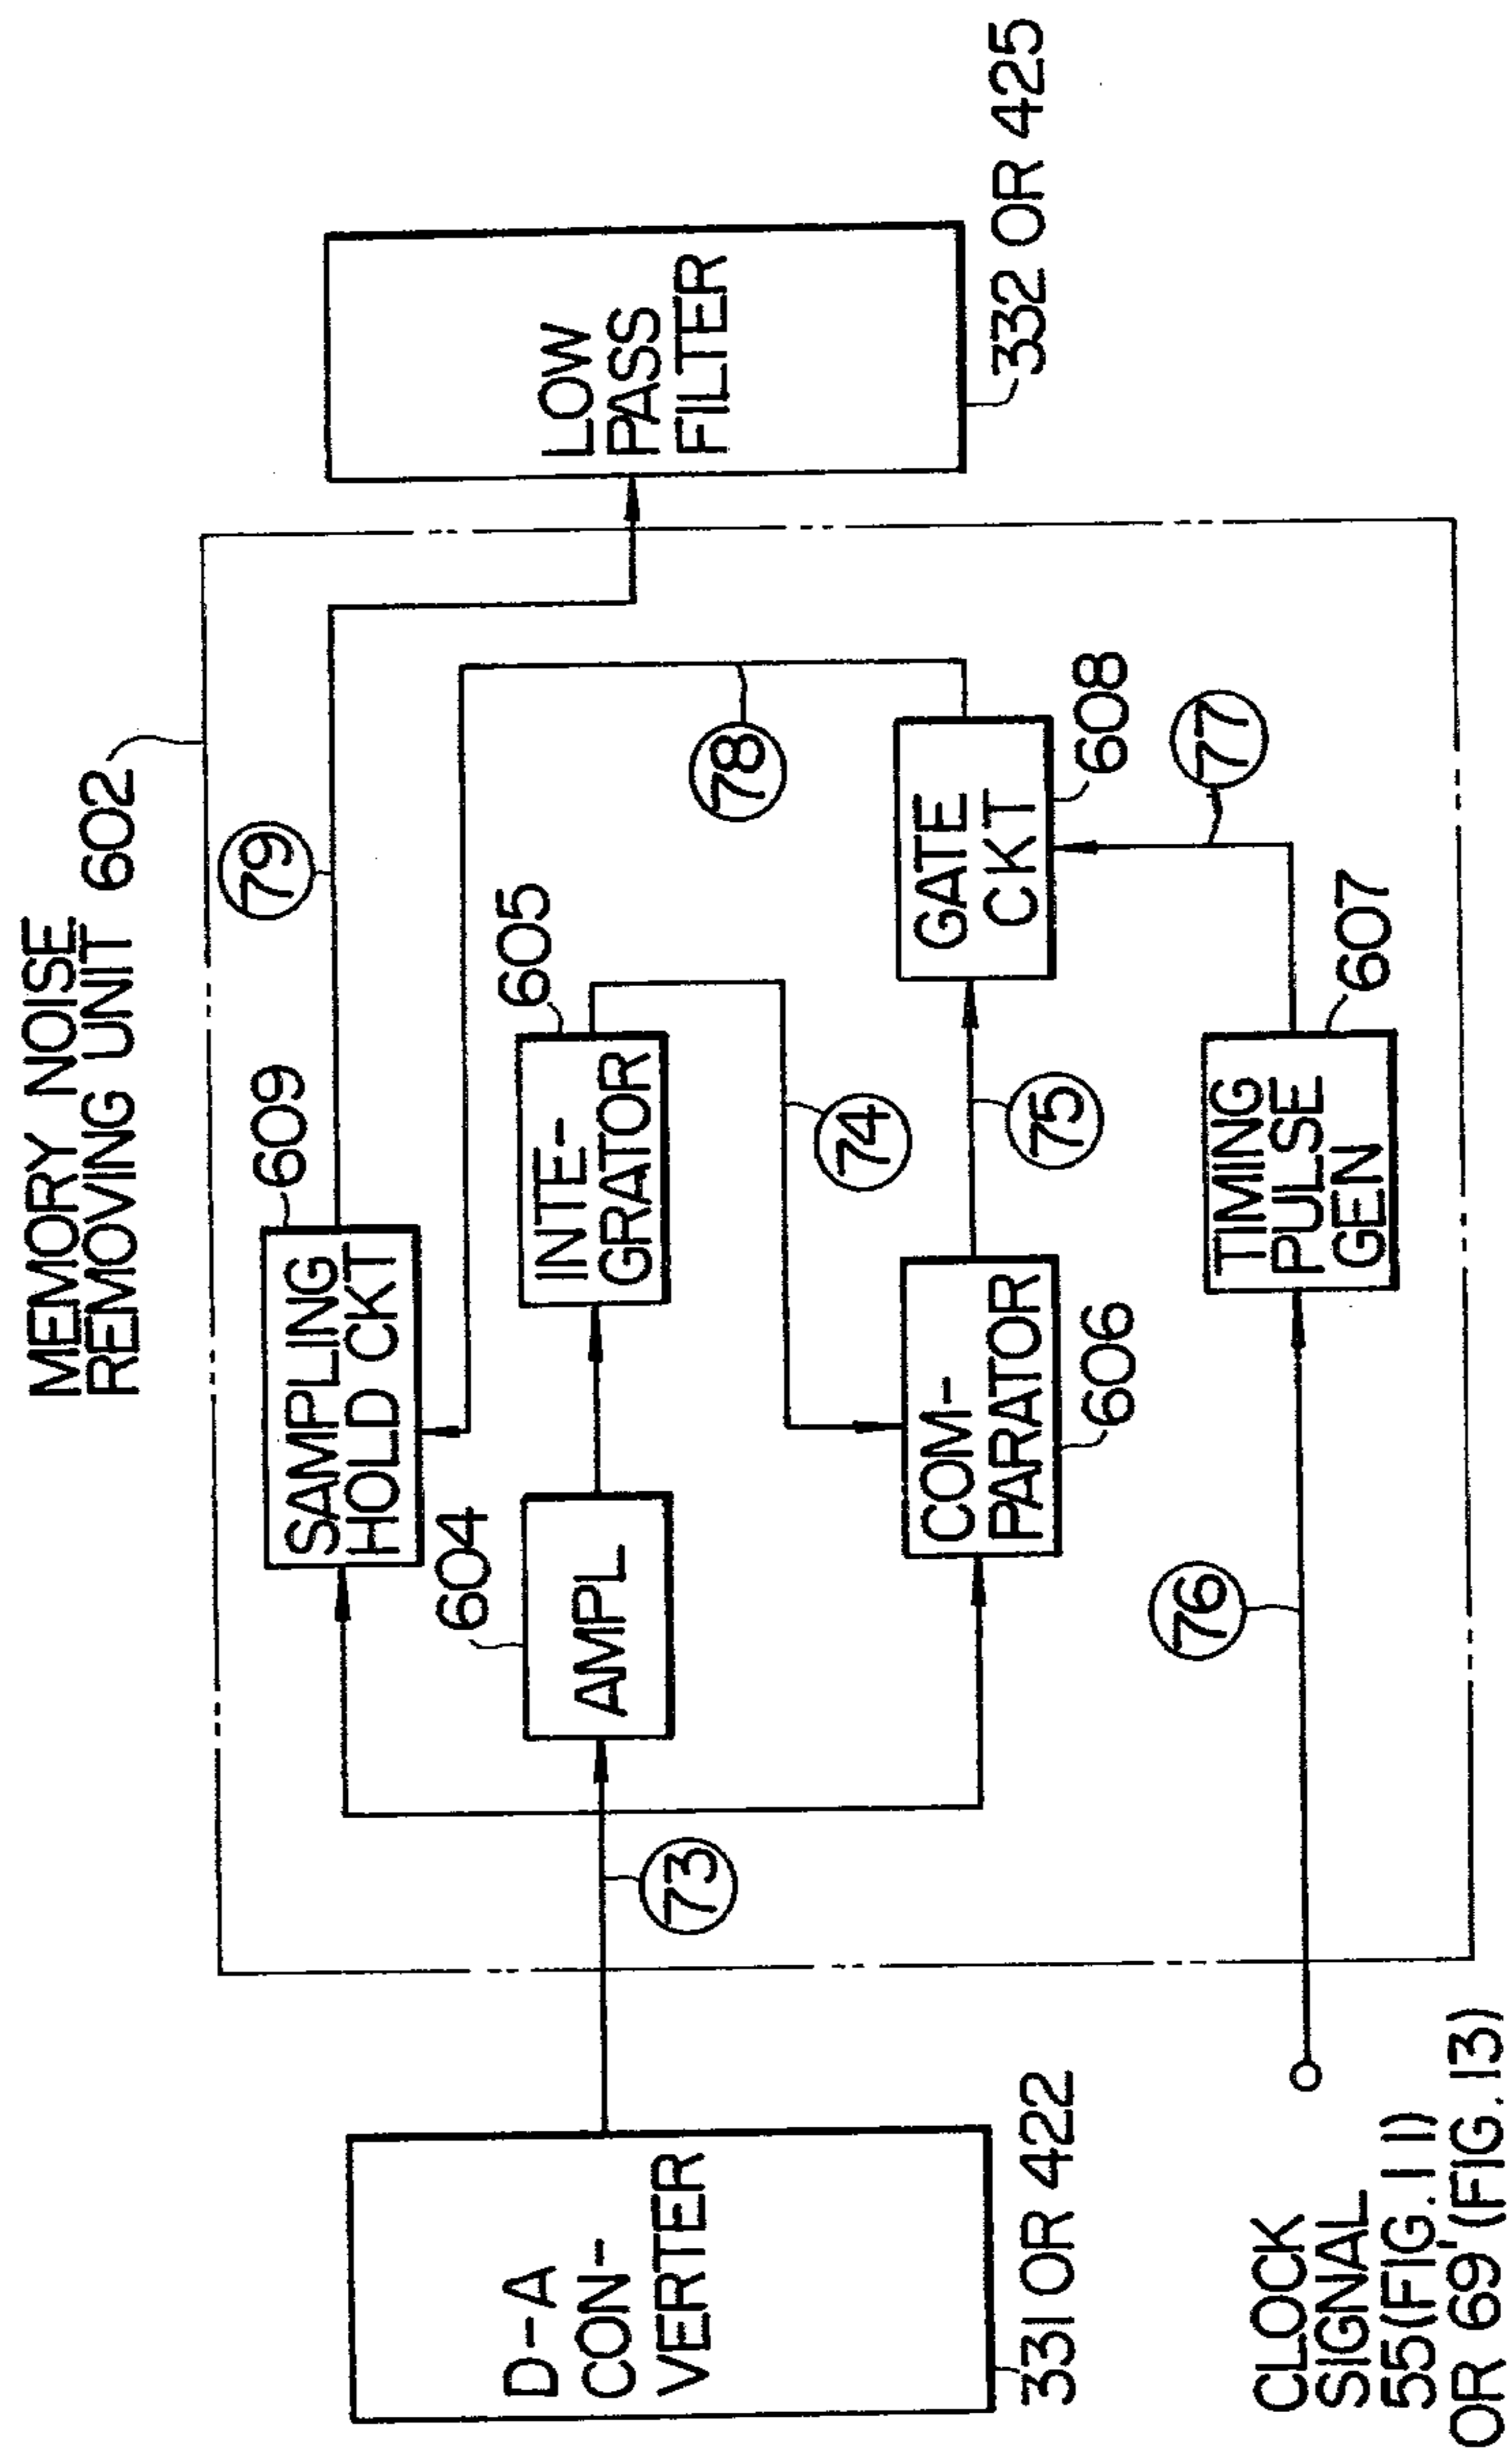 MEMORY NOISE
REMOVING UNIT 602
609
SAMPLING
HOLD CKT
79
604
AMPL
605
INTE-
GRATOR
78
LOW
PASS
FILTER
332 OR 425
D-A
CON-
VERTER
331 OR 422
73
74
COM-
PARATOR
606
75
GATE
CKT
608
77
76
TIMING
PULSE
GEN
607
CLOCK
SIGNAL
55(FIG.11)
OR 69'(FIG.13)